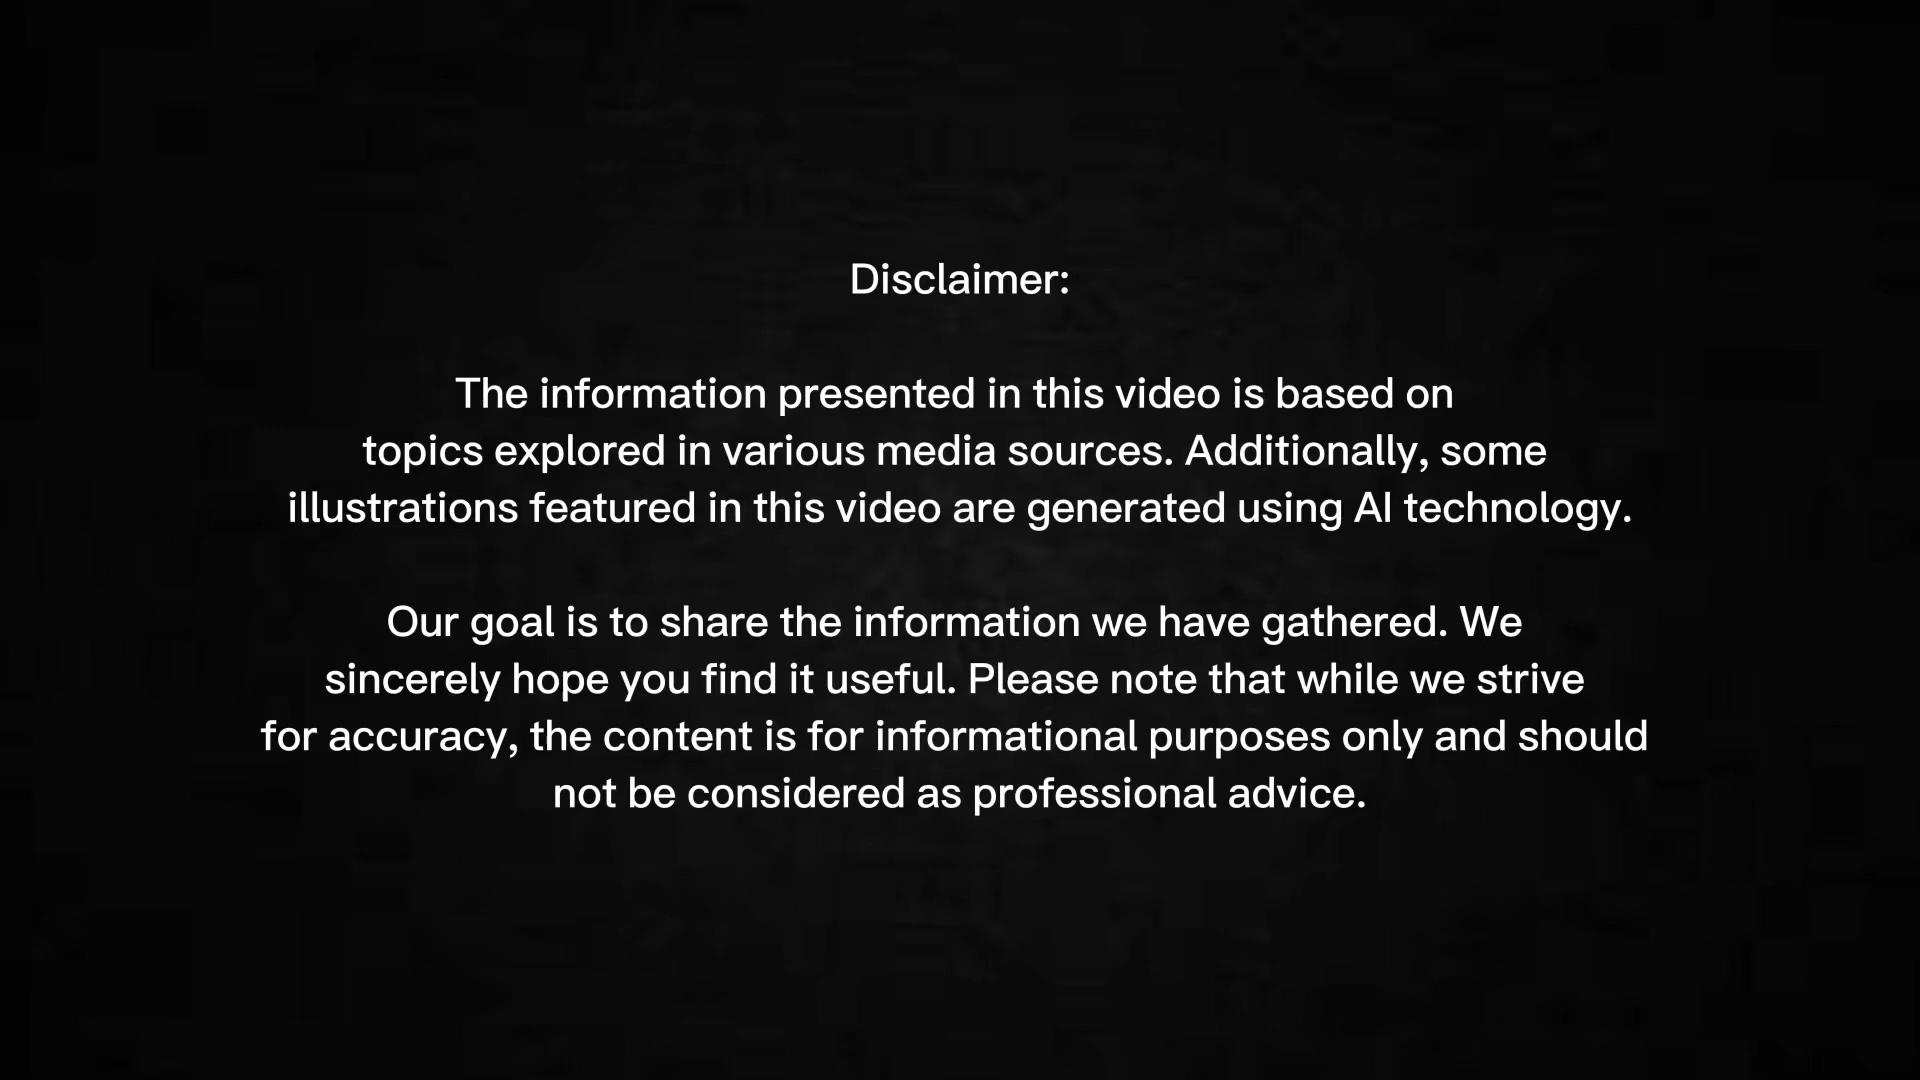 Disclaimer:
The information presented in this video is based on
topics explored in various media sources. Additionally, some
illustrations featured in this video are generated using AI technology.
Our goal is to share the information we have gathered. We
sincerely hope you find it useful. Please note that while we strive
for accuracy, the content is for informational purposes only and should
not be considered as professional advice.